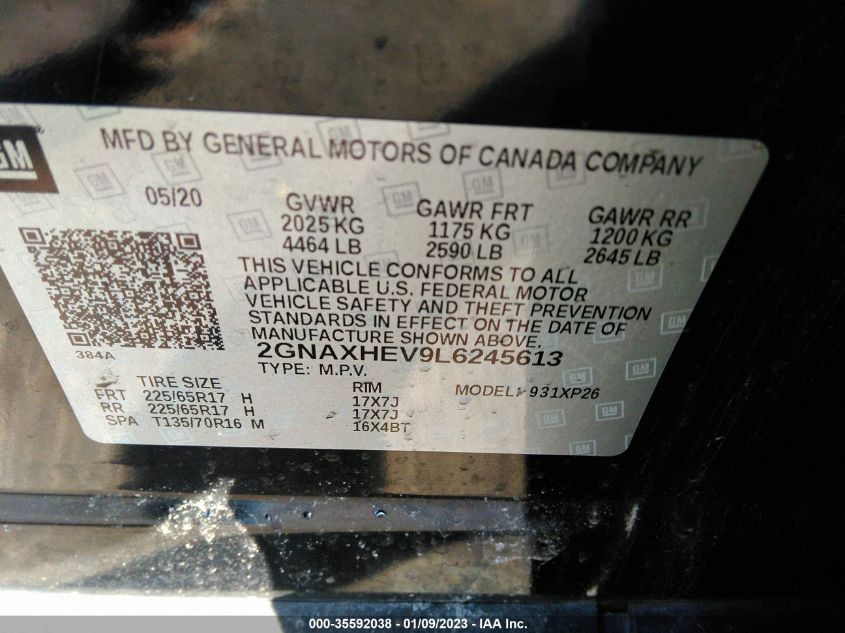 GM
MFD BY GENERAL MOTORS OF CANADA COMPANY
05/20
GVWR GAWR FRT GAWR RR
2025 KG 1175 KG 1200 KG
4464 LB 2590 LB 2645 LB
THIS VEHICLE CONFORMS TO ALL
APPLICABLE U.S. FEDERAL MOTOR
VEHICLE SAFETY AND THEFT PREVENTION
STANDARDS IN EFFECT ON THE DATE OF
MANUFACTURE SHOWN ABOVE.
384A
2GNAXHEV9L6245613
TYPE: M.P.V.
TIRE SIZE RIM MODEL: 931XP26
FRT 225/65R17 H 17X7J
RR 225/65R17 H 17X7J
SPA T135/70R16 M 16X4BT
000-35592038 - 01/09/2023 - IAA Inc.